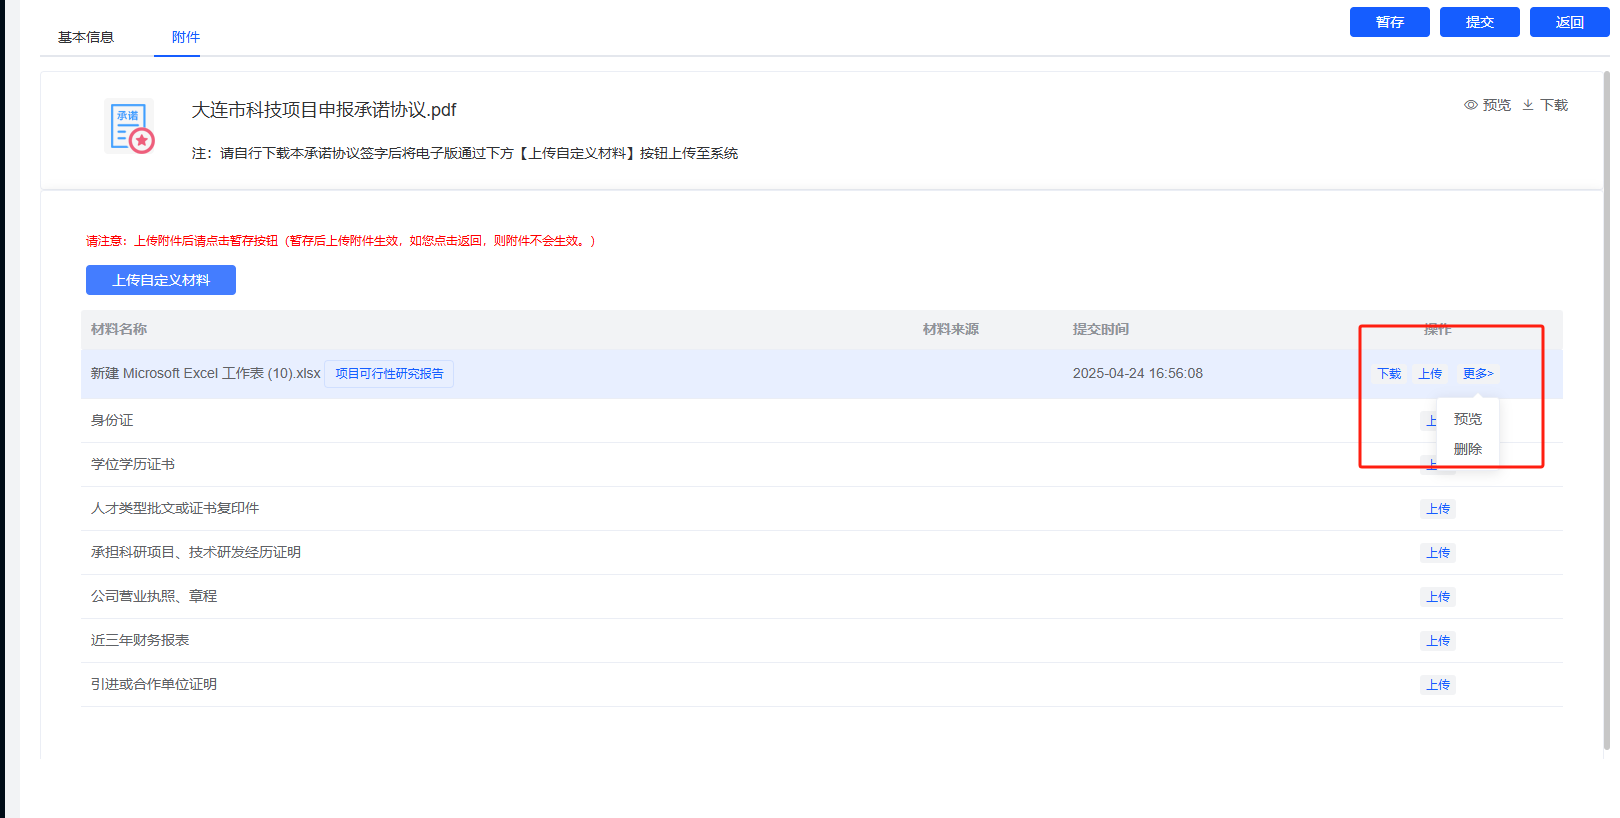 基本信息
附件
暂存
提交
返回
承诺
大连市科技项目申报承诺协议.pdf
预览
下载
注：请自行下载本承诺协议签字后将电子版通过下方【上传自定义材料】按钮上传至系统
请注意：上传附件后请点击暂存按钮（暂存后上传附件生效，如您点击返回，则附件不会生效。）
上传自定义材料
材料名称 材料来源 提交时间 操作
新建 Microsoft Excel 工作表 (10).xlsx 项目可行性研究报告 2025-04-24 16:56:08 下载 上传 更多>
身份证 上
预览
删除
学位学历证书 上
人才类型批文或证书复印件 上传
承担科研项目、技术研发经历证明 上传
公司营业执照、章程 上传
近三年财务报表 上传
引进或合作单位证明 上传